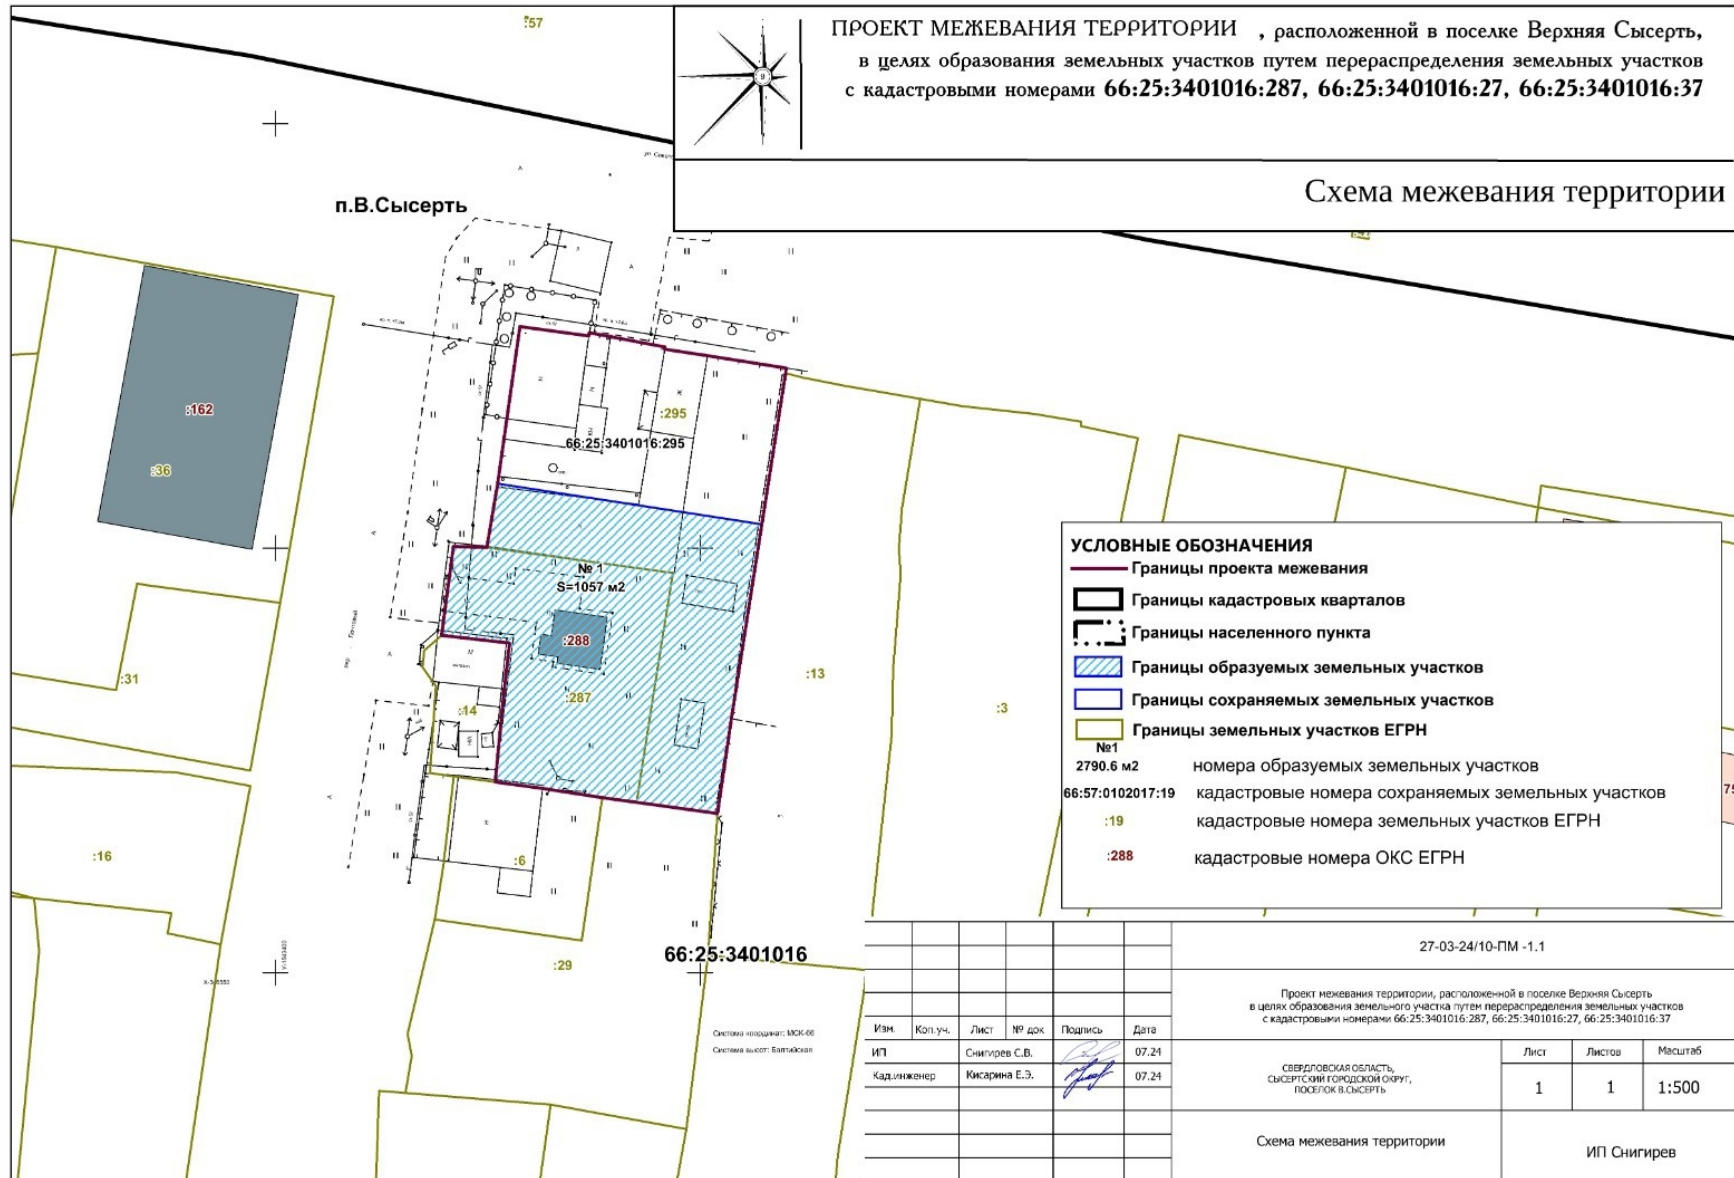 :57
ПРОЕКТ МЕЖЕВАНИЯ ТЕРРИТОРИИ , расположенной в поселке Верхняя Сысерть,
в целях образования земельных участков путем перераспределения земельных участков
с кадастровыми номерами 66:25:3401016:287, 66:25:3401016:27, 66:25:3401016:37
Схема межевания территории
п.В.Сысерть
:162
:36
:295
66:25:3401016:295
№ 1
S=1057 м2
:288
:287
:31
:14
:13
:3
:16
:6
:29
66:25:3401016
УСЛОВНЫЕ ОБОЗНАЧЕНИЯ
Границы проекта межевания
Границы кадастровых кварталов
Границы населенного пункта
Границы образуемых земельных участков
Границы сохраняемых земельных участков
Границы земельных участков ЕГРН
№1
2790.6 м2 номера образуемых земельных участков
66:57:0102017:19 кадастровые номера сохраняемых земельных участков
:19 кадастровые номера земельных участков ЕГРН
:288 кадастровые номера ОКС ЕГРН
75
Система координат: МСК-66
Система высот: Балтийская
27-03-24/10-ПМ -1.1
Проект межевания территории, расположенной в поселке Верхняя Сысерть
в целях образования земельного участка путем перераспределения земельных участков
с кадастровыми номерами 66:25:3401016:287, 66:25:3401016:27, 66:25:3401016:37
Изм. Кол.уч. Лист № док Подпись Дата
ИП Снигирев С.В. 07.24
Кад.инженер Кисарина Е.Э. 07.24
СВЕРДЛОВСКАЯ ОБЛАСТЬ,
СЫСЕРТСКИЙ ГОРОДСКОЙ ОКРУГ,
ПОСЕЛОК В.СЫСЕРТЬ
Лист Листов Масштаб
1 1 1:500
Схема межевания территории
ИП Снигирев